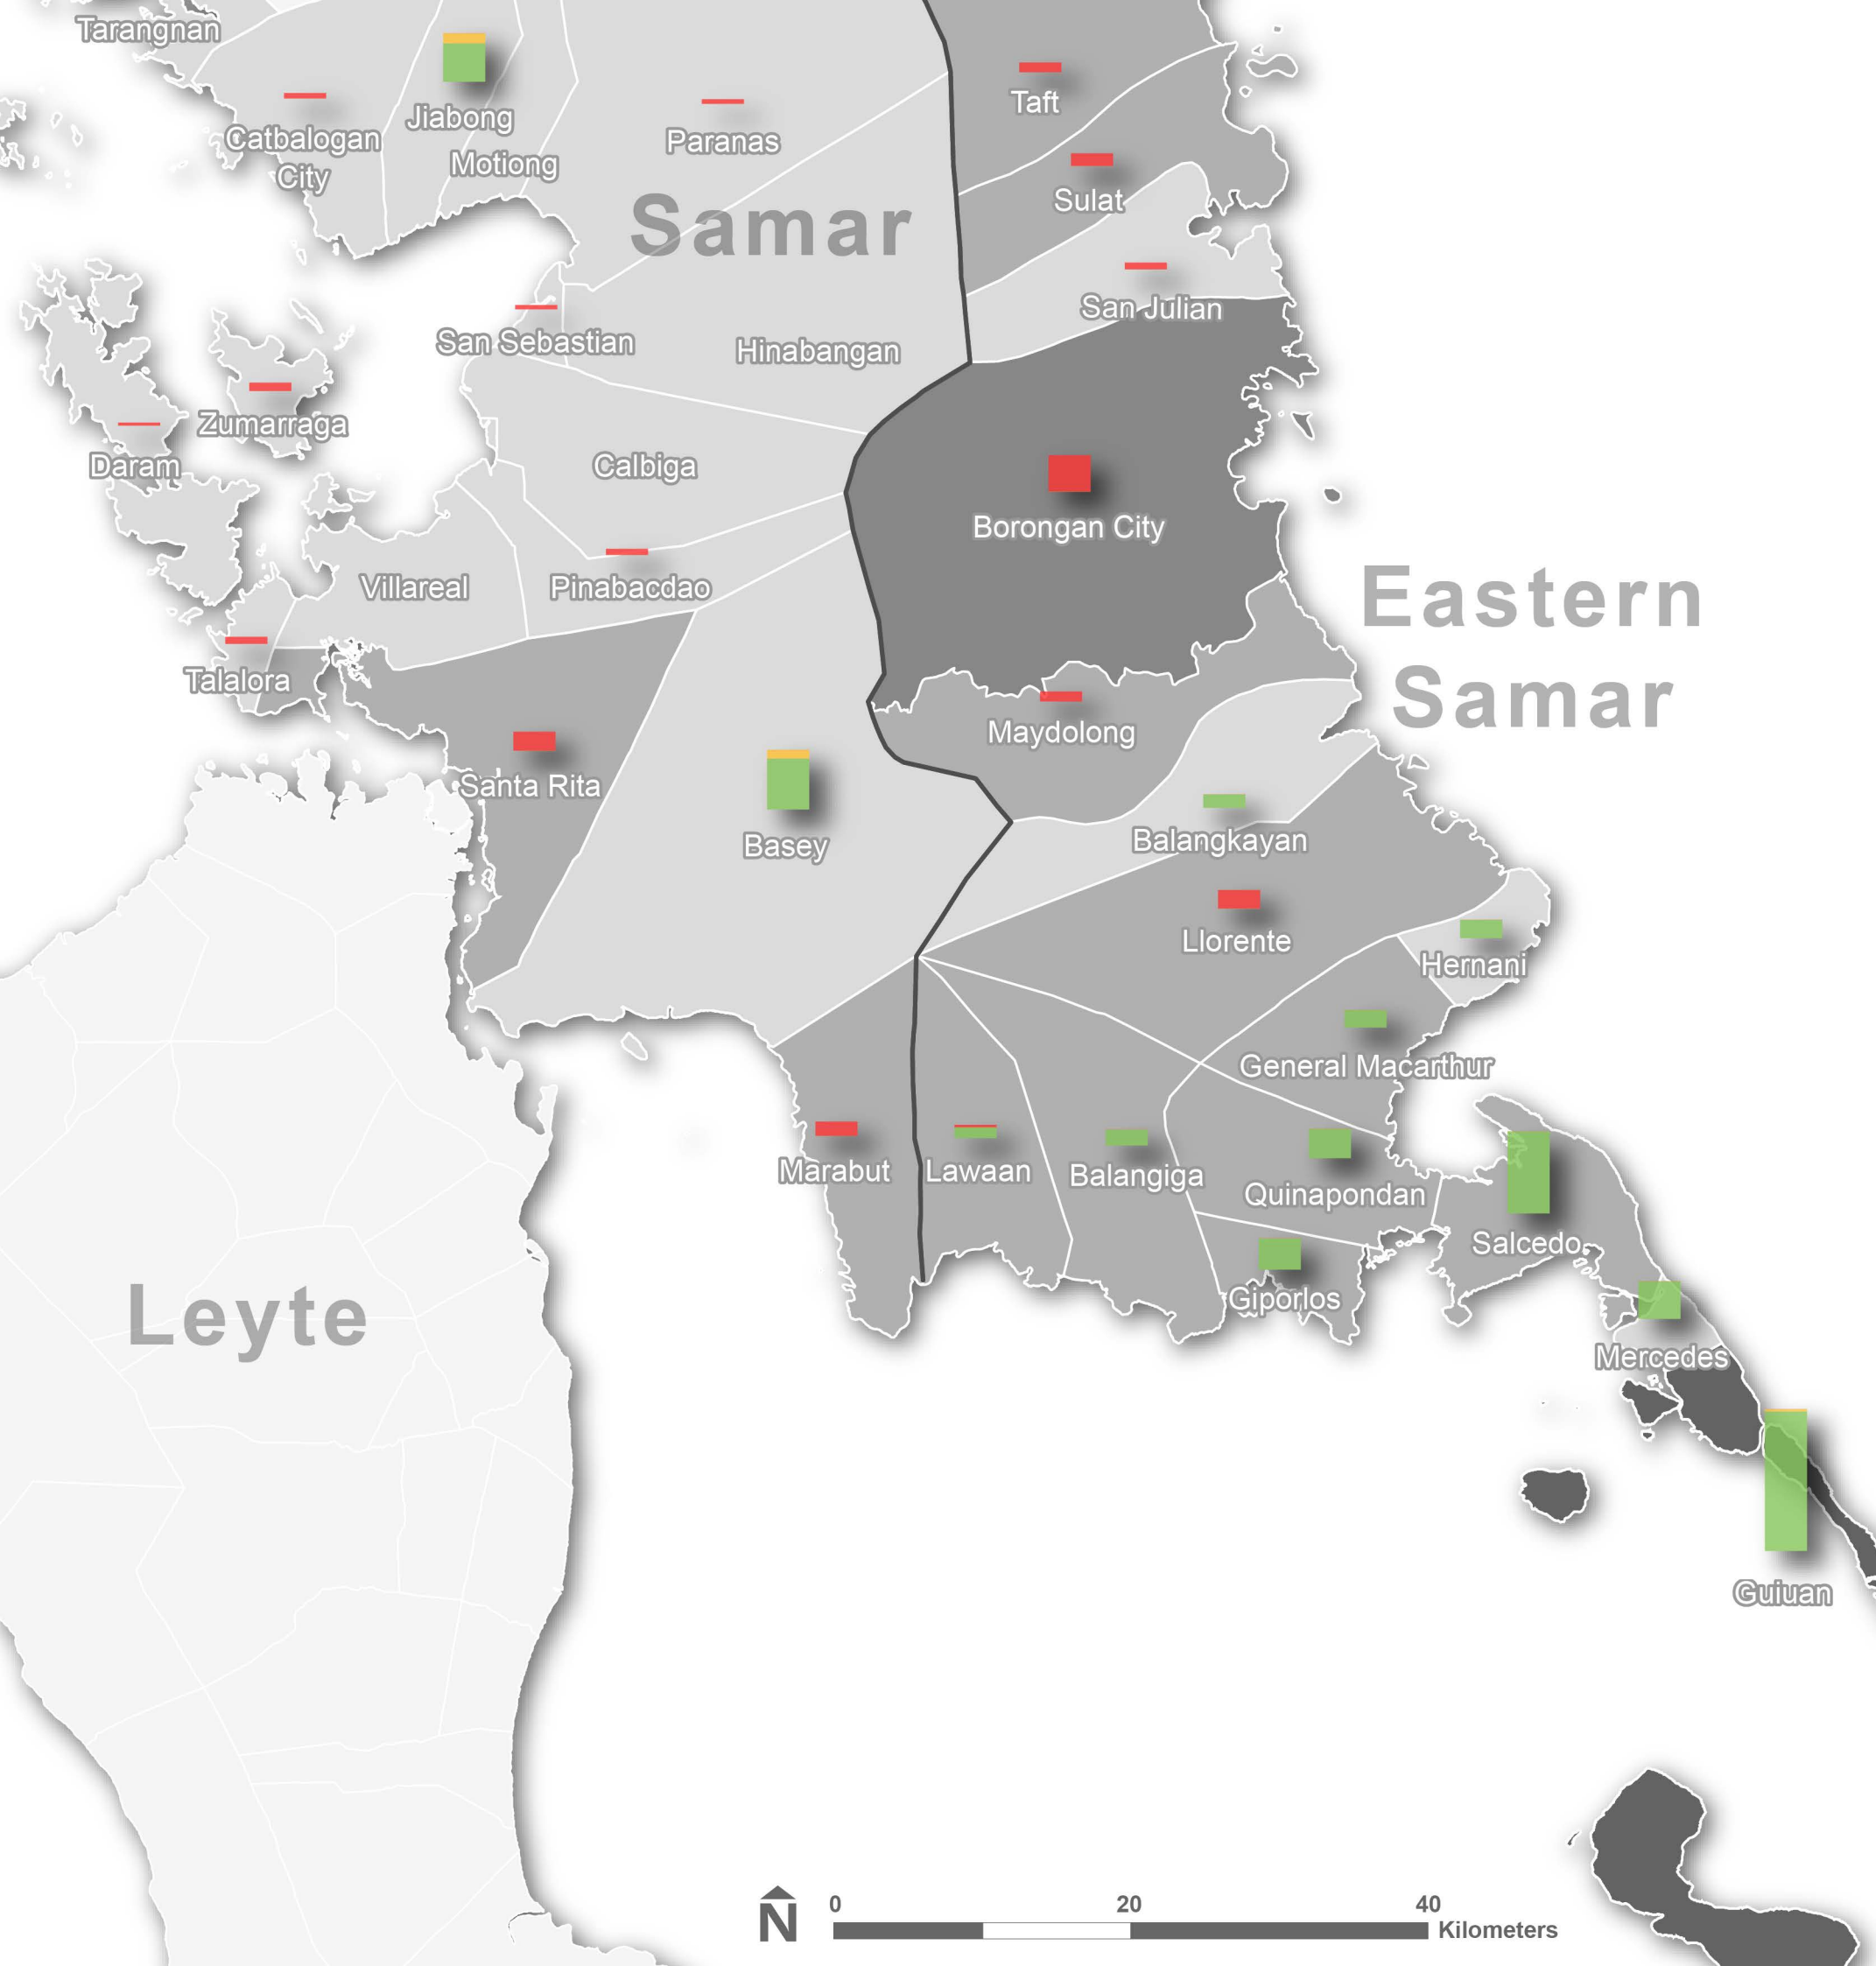 Tarangnan
Catbalogan
City
Jiabong
Motiong
Paranas
Taft
Sulat
Samar
San Julian
San Sebastian
Hinabangan
Zumarraga
Daram
Calbiga
Borongan City
Villareal
Pinabacdao
Eastern
Samar
Talalora
Maydolong
Santa Rita
Basey
Balangkayan
Llorente
Hernani
General Macarthur
Marabut
Lawaan
Balangiga
Quinapondan
Salcedo
Giporlos
Leyte
Mercedes
Guiuan
N
0 20 40
Kilometers